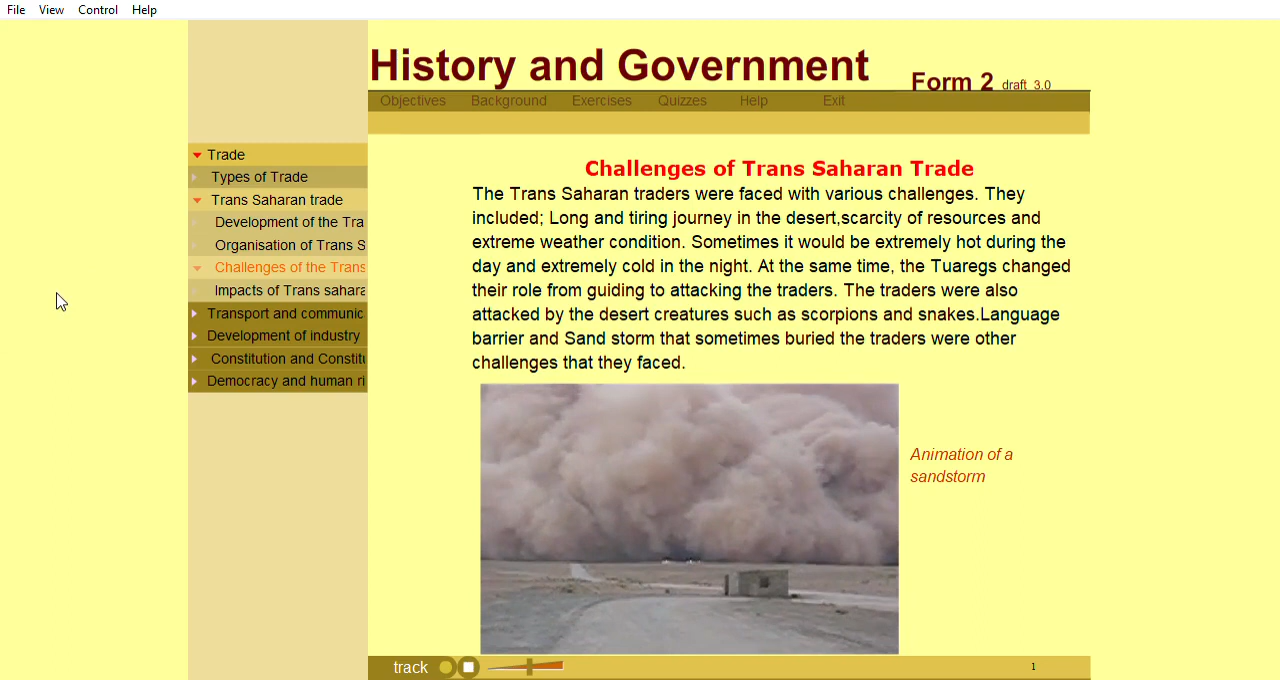 File View Control Help
History and Government
Form 2 draft 3.0
Objectives Background Exercises Quizzes Help Exit
Trade
Types of Trade
Trans Saharan trade
Development of the Tra
Organisation of Trans S
Challenges of the Trans
Impacts of Trans sahara
Transport and communic
Development of industry
Constitution and Constitu
Democracy and human ri
Challenges of Trans Saharan Trade
The Trans Saharan traders were faced with various challenges. They
included; Long and tiring journey in the desert,scarcity of resources and
extreme weather condition. Sometimes it would be extremely hot during the
day and extremely cold in the night. At the same time, the Tuaregs changed
their role from guiding to attacking the traders. The traders were also
attacked by the desert creatures such as scorpions and snakes.Language
barrier and Sand storm that sometimes buried the traders were other
challenges that they faced.
Animation of a
sandstorm
track
1